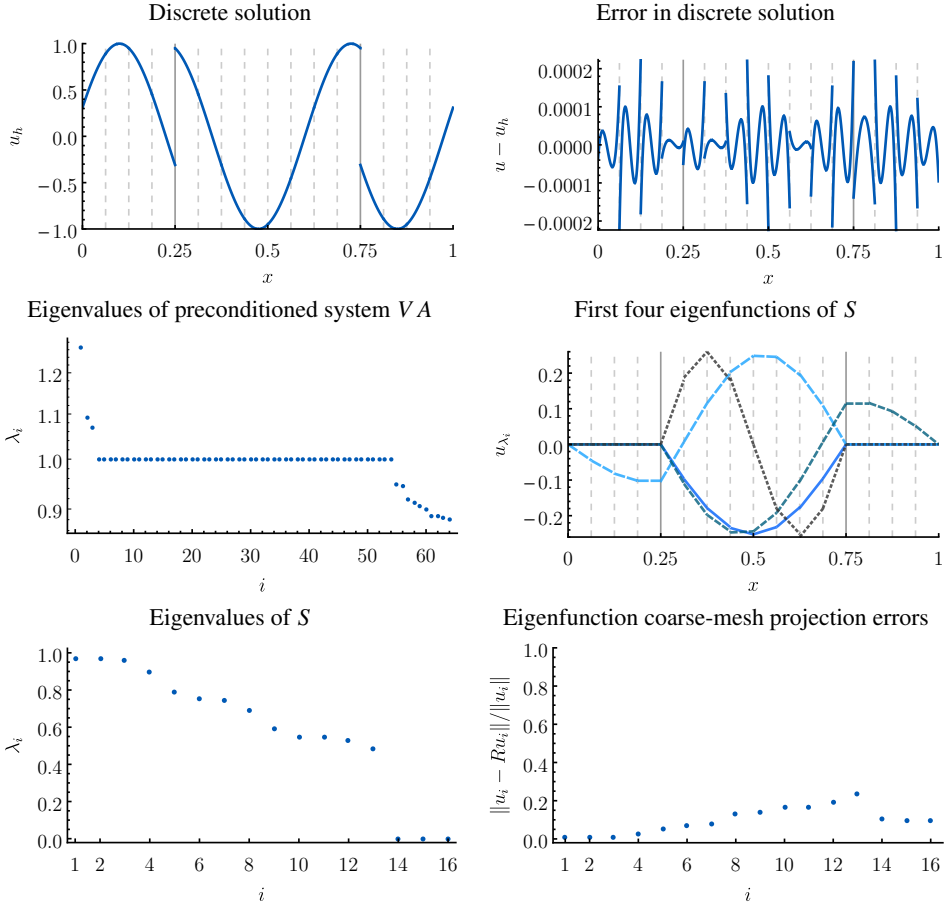 Discrete solution
1.0
0.5
0.0
−0.5
−1.0
u_h
0 0.25 0.5 0.75 1
x
Error in discrete solution
0.0002
0.0001
0.0000
−0.0001
−0.0002
u − u_h
0 0.25 0.5 0.75 1
x
Eigenvalues of preconditioned system V A
1.2
1.1
1.0
0.9
λ_i
0 10 20 30 40 50 60
i
First four eigenfunctions of S
0.2
0.1
0.0
−0.1
−0.2
u_{λ_i}
0 0.25 0.5 0.75 1
x
Eigenvalues of S
1.0
0.8
0.6
0.4
0.2
0.0
λ_i
1 2 4 6 8 10 12 14 16
i
Eigenfunction coarse-mesh projection errors
1.0
0.8
0.6
0.4
0.2
0.0
||u_i − Ru_i||/||u_i||
1 2 4 6 8 10 12 14 16
i